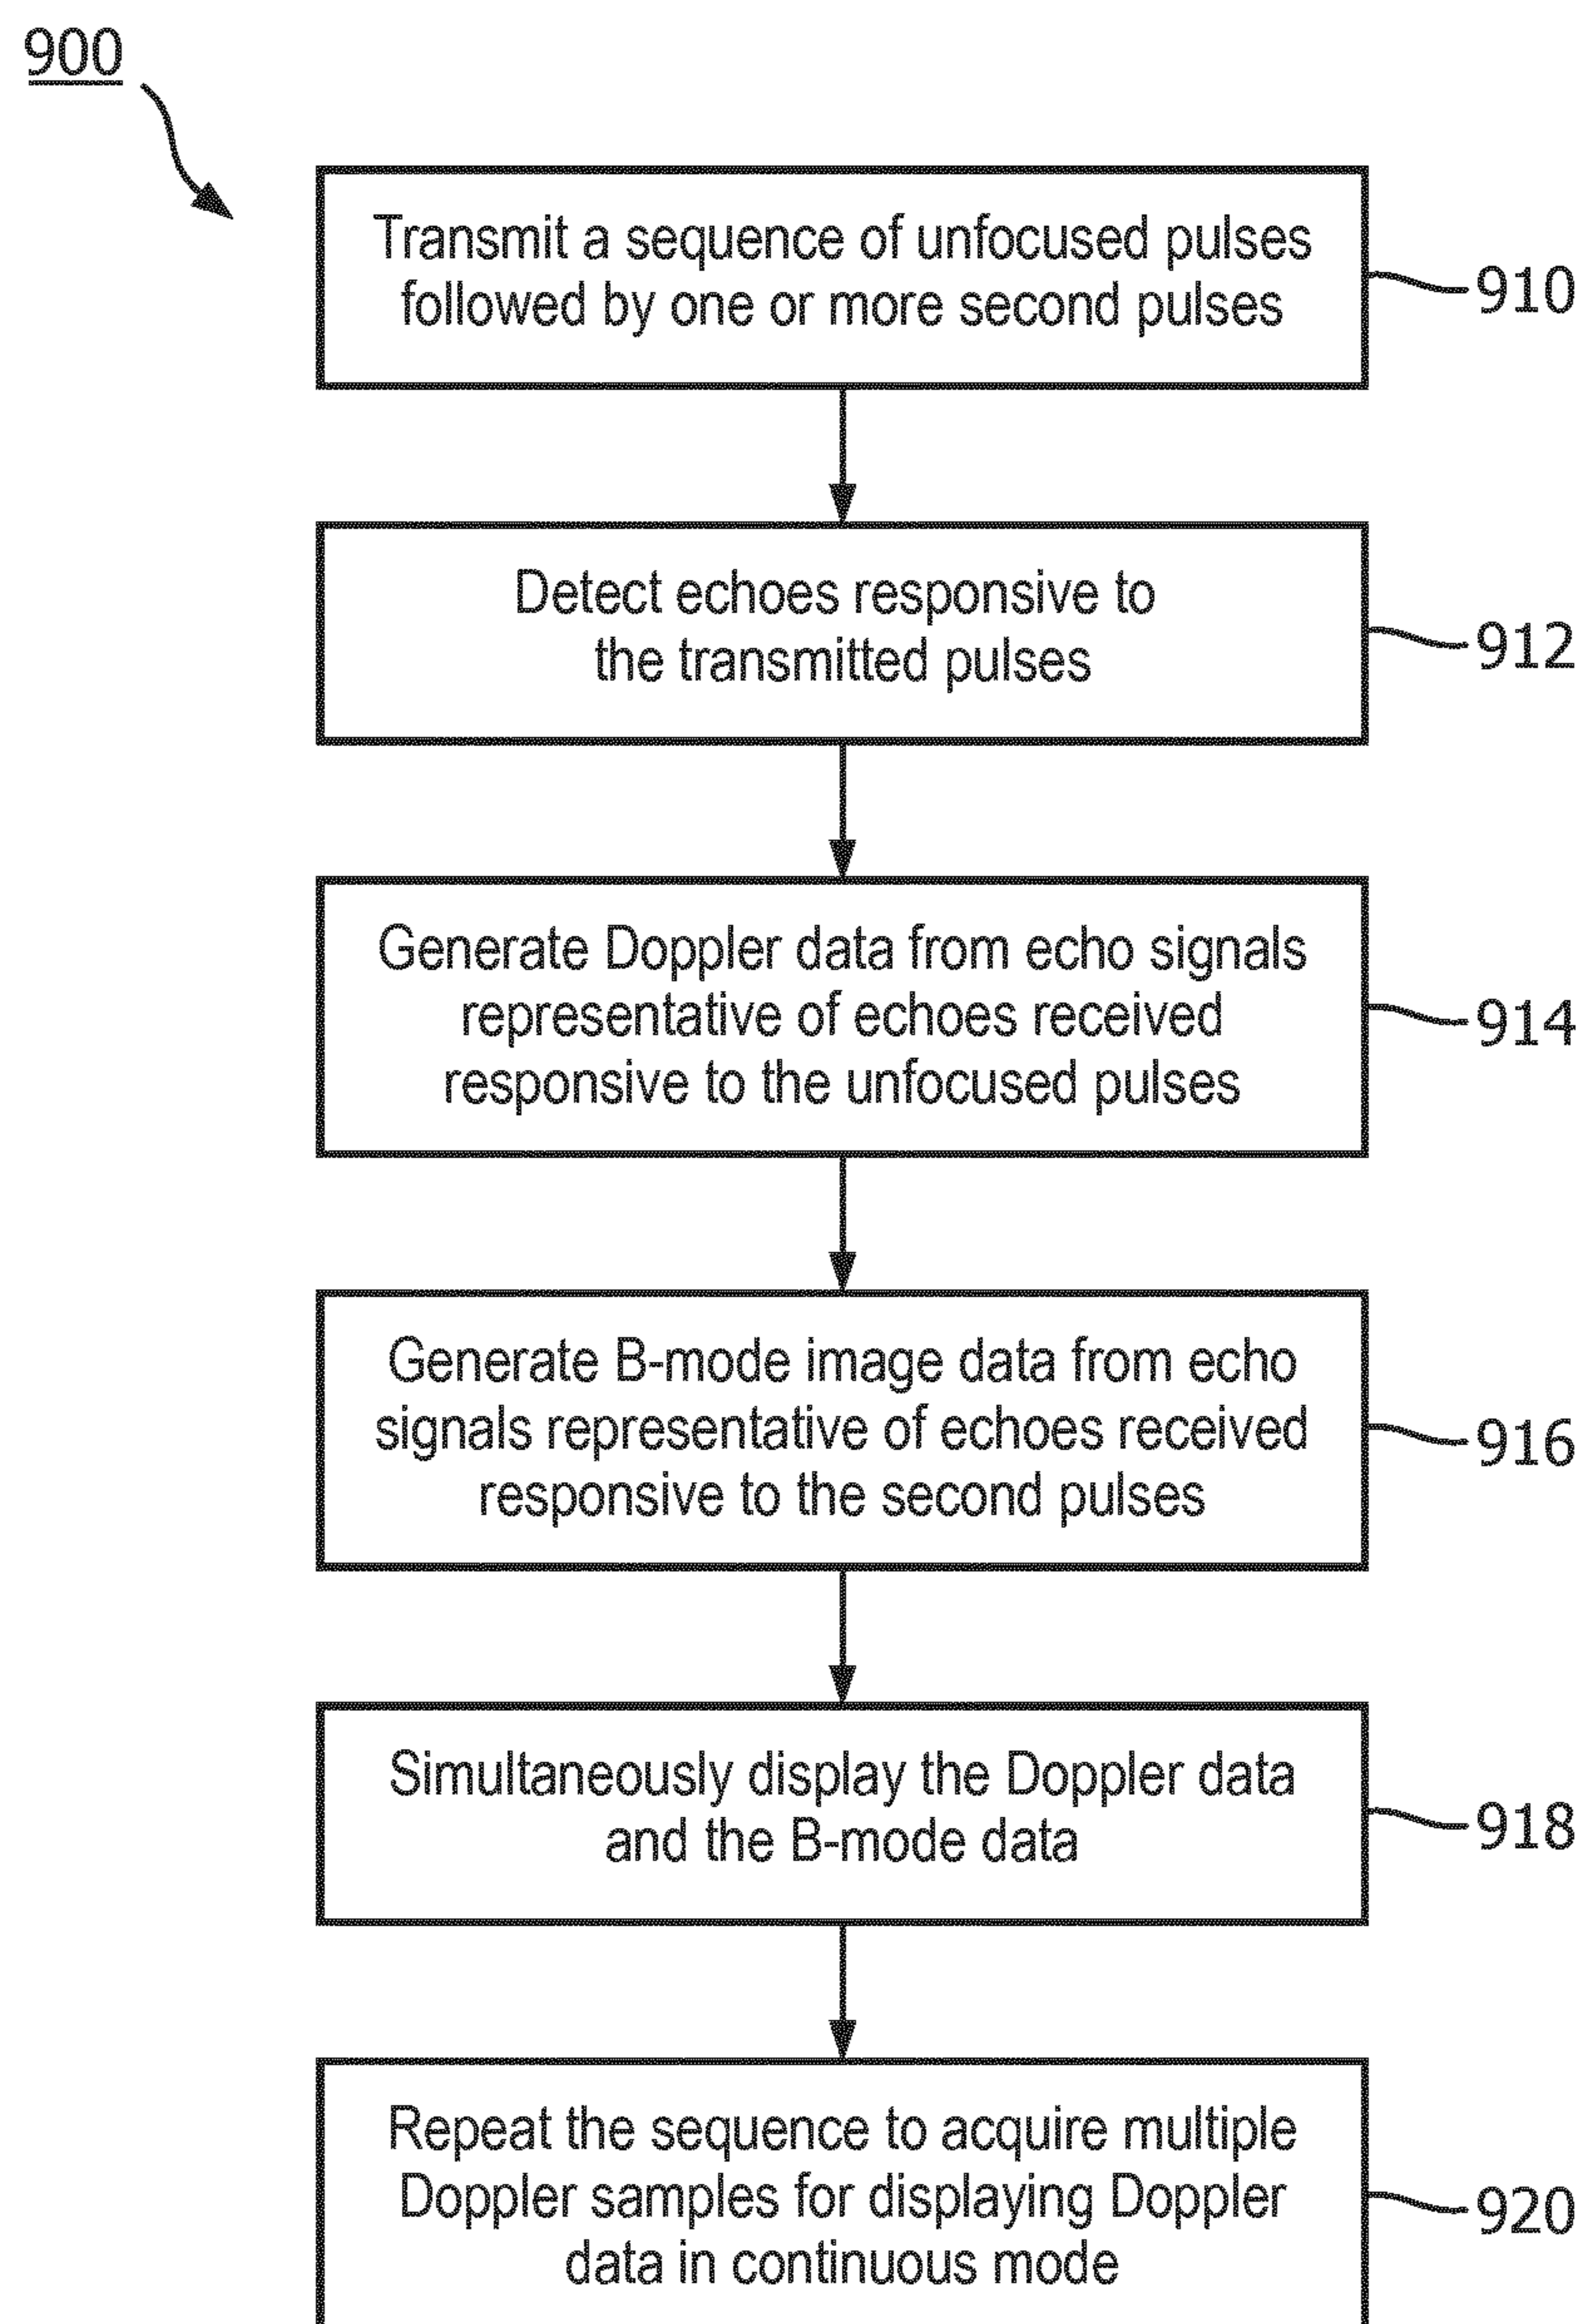 900
Transmit a sequence of unfocused pulses
followed by one or more second pulses
910
Detect echoes responsive to
the transmitted pulses
912
Generate Doppler data from echo signals
representative of echoes received
responsive to the unfocused pulses
914
Generate B-mode image data from echo
signals representative of echoes received
responsive to the second pulses
916
Simultaneously display the Doppler data
and the B-mode data
918
Repeat the sequence to acquire multiple
Doppler samples for displaying Doppler
data in continuous mode
920